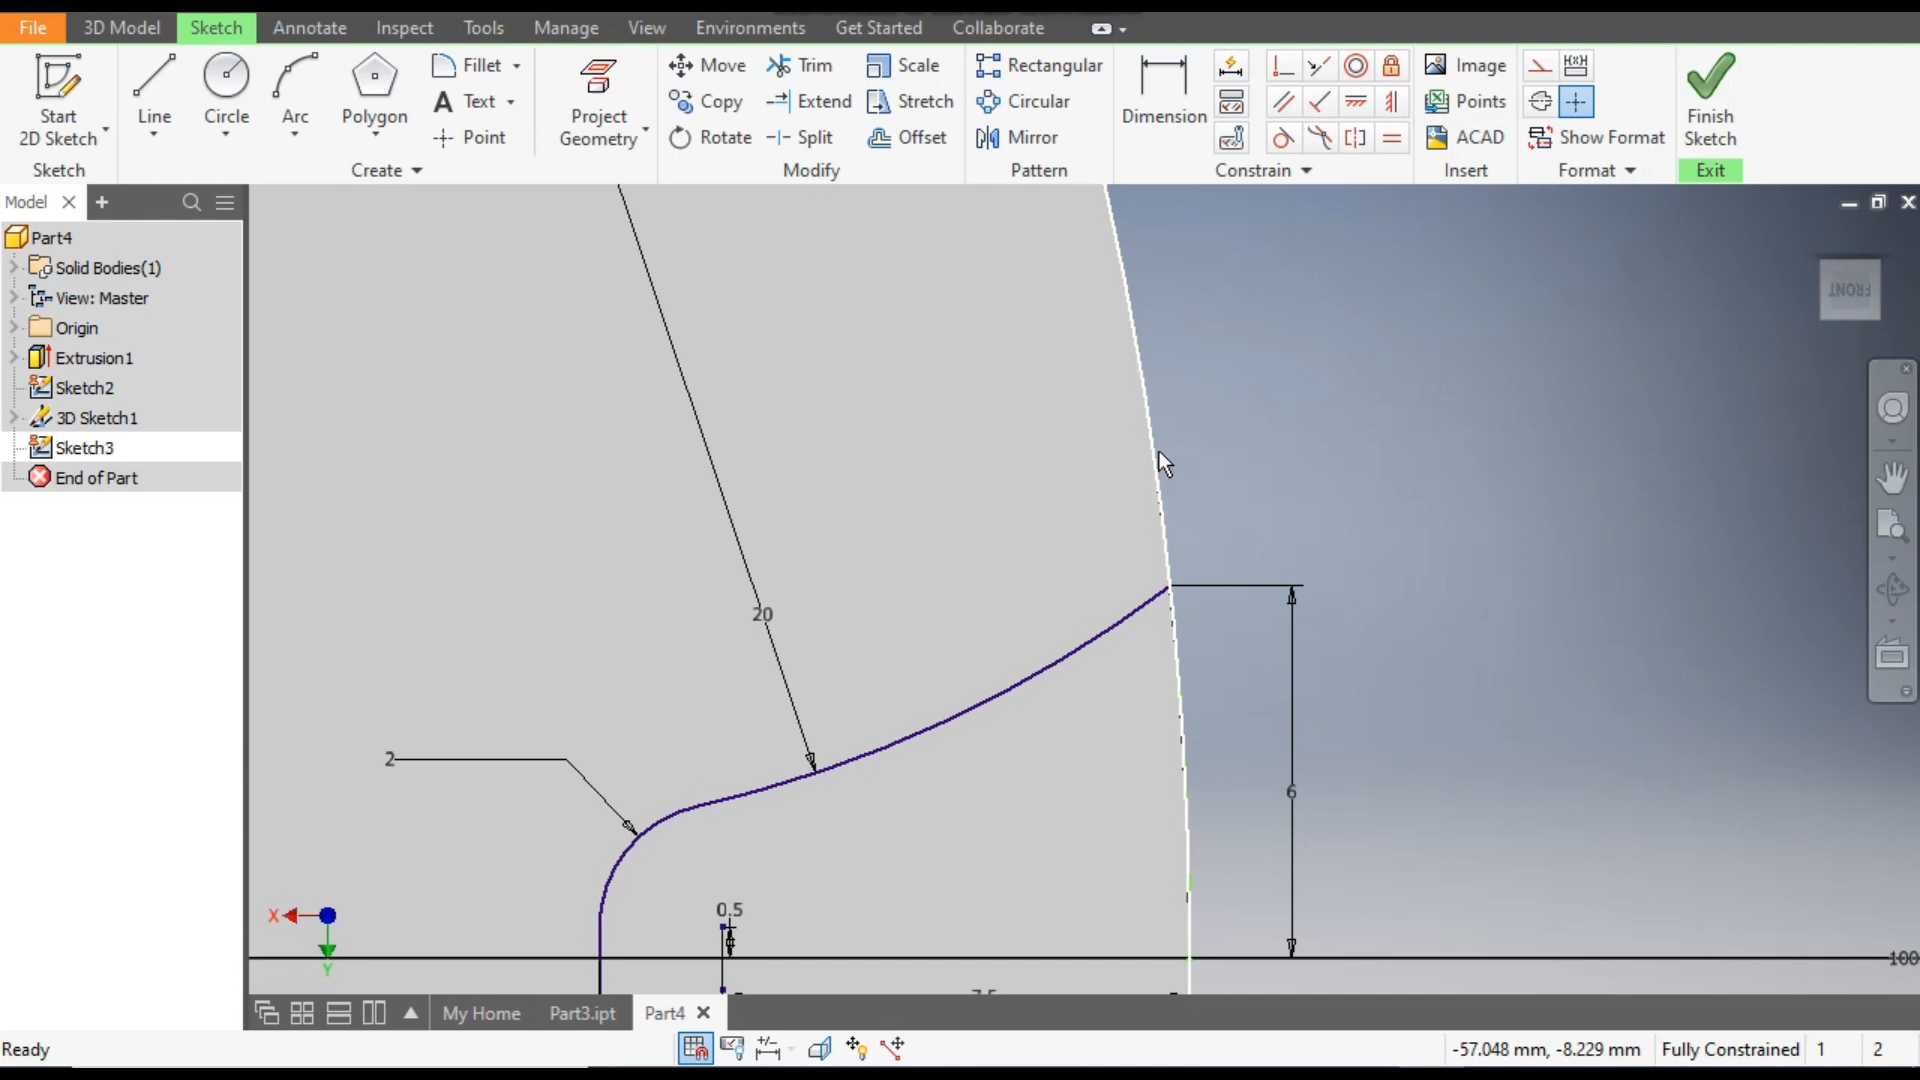 File 3D Model Sketch Annotate Inspect Tools Manage View Environments Get Started Collaborate
Start 2D Sketch
Line
Circle
Arc
Polygon
Fillet
Text
Point
Project Geometry
Move
Copy
Rotate
Trim
Extend
Split
Scale
Stretch
Offset
Rectangular
Circular
Mirror
Dimension
Image
Points
ACAD
Show Format
Finish Sketch
Sketch Create Modify Pattern Constrain Insert Format Exit
Model
Part4
Solid Bodies(1)
View: Master
Origin
Extrusion1
Sketch2
3D Sketch1
Sketch3
End of Part
FRONT
20
2
6
0.5
X
Y
100
My Home Part3.ipt Part4
Ready
-57.048 mm, -8.229 mm Fully Constrained 1 2